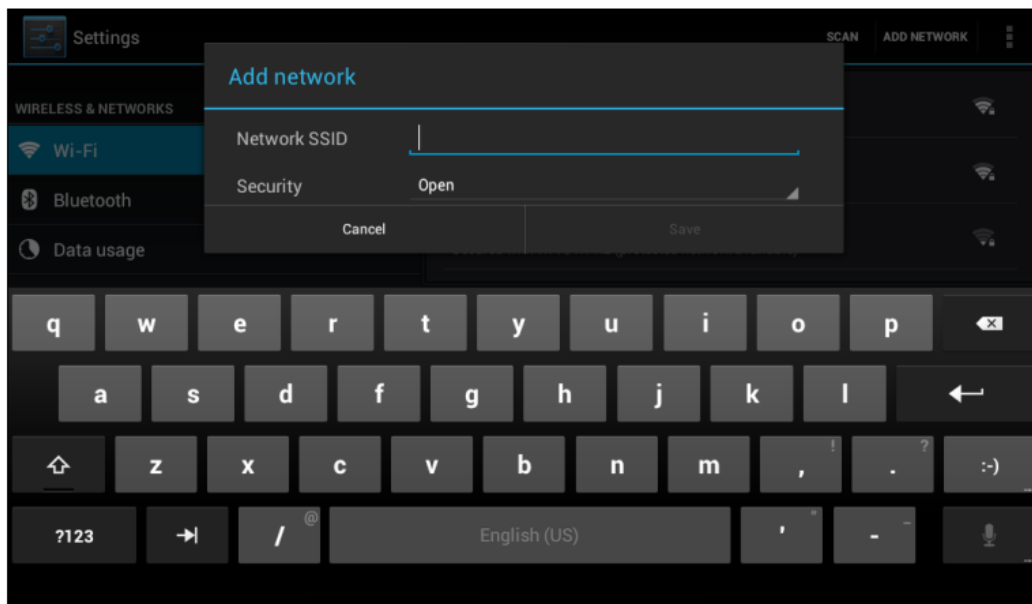 Settings
SCAN
ADD NETWORK
Add network
WIRELESS & NETWORKS
Wi-Fi
Bluetooth
Data usage
Network SSID
Security
Open
Cancel
Save
q w e r t y u i o p
a s d f g h j k l
z x c v b n m , ! . ? :-)
?123 / @ English (US) ' " - _